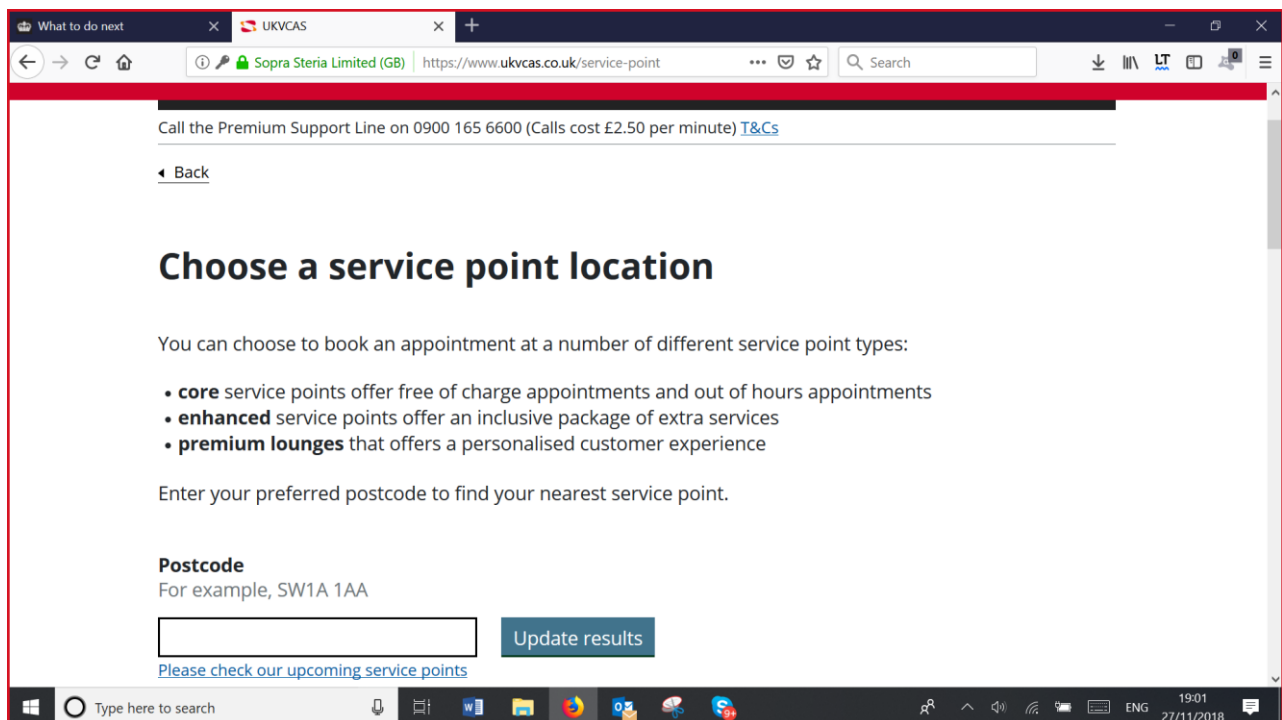 What to do next
UKVCAS
Sopra Steria Limited (GB) https://www.ukvcas.co.uk/service-point
Search
0
Call the Premium Support Line on 0900 165 6600 (Calls cost £2.50 per minute) T&Cs
Back
Choose a service point location
You can choose to book an appointment at a number of different service point types:
• core service points offer free of charge appointments and out of hours appointments
• enhanced service points offer an inclusive package of extra services
• premium lounges that offers a personalised customer experience
Enter your preferred postcode to find your nearest service point.
Postcode
For example, SW1A 1AA
Update results
Please check our upcoming service points
Type here to search
ENG
19:01
27/11/2018